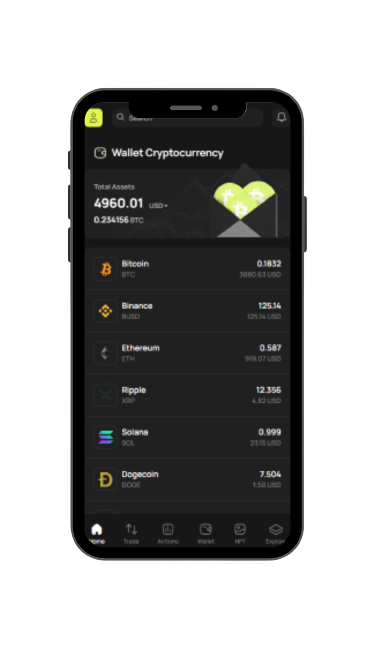 Search
Wallet Cryptocurrency
Total Assets
4960.01 USD
0.234156 BTC
Bitcoin 0.1832
BTC 3880.63 USD
Binance 125.14
BUSD 125.14 USD
Ethereum 0.587
ETH 919.07 USD
Ripple 12.356
XRP 4.82 USD
Solana 0.999
SOL 23.15 USD
Dogecoin 7.504
DOGE 1.50 USD
Home Trade Actions Wallet NFT Explore